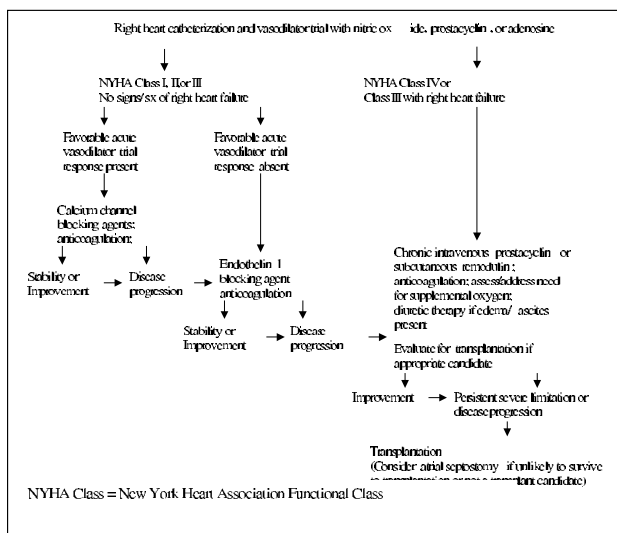 Right heart catheterization and vasodilator trial with nitric ox ide, prostacyclin, or adenosine
NYHA Class I, II, or III
No signs/sx of right heart failure
NYHA Class IV or
Class III with right heart failure
Favorable acute
vasodilator trial
response present
Favorable acute
vasodilator trial
response absent
Calcium channel
blocking agents;
anticoagulation;
Stability or
Improvement
Disease
progression
Endothelin 1
blocking agent
anticoagulation
Stability or
Improvement
Disease
progression
Chronic intravenous prostacyclin or
subcutaneous remodulin;
anticoagulation; assess/address need
for supplemental oxygen;
diuretic therapy if edema/ ascites
present
Evaluate for transplantation if
appropriate candidate
Improvement
Persistent severe limitation or
disease progression
Transplantation
(Consider atrial septostomy if unlikely to survive
to transplantation or not a transplant candidate)
NYHA Class = New York Heart Association Functional Class